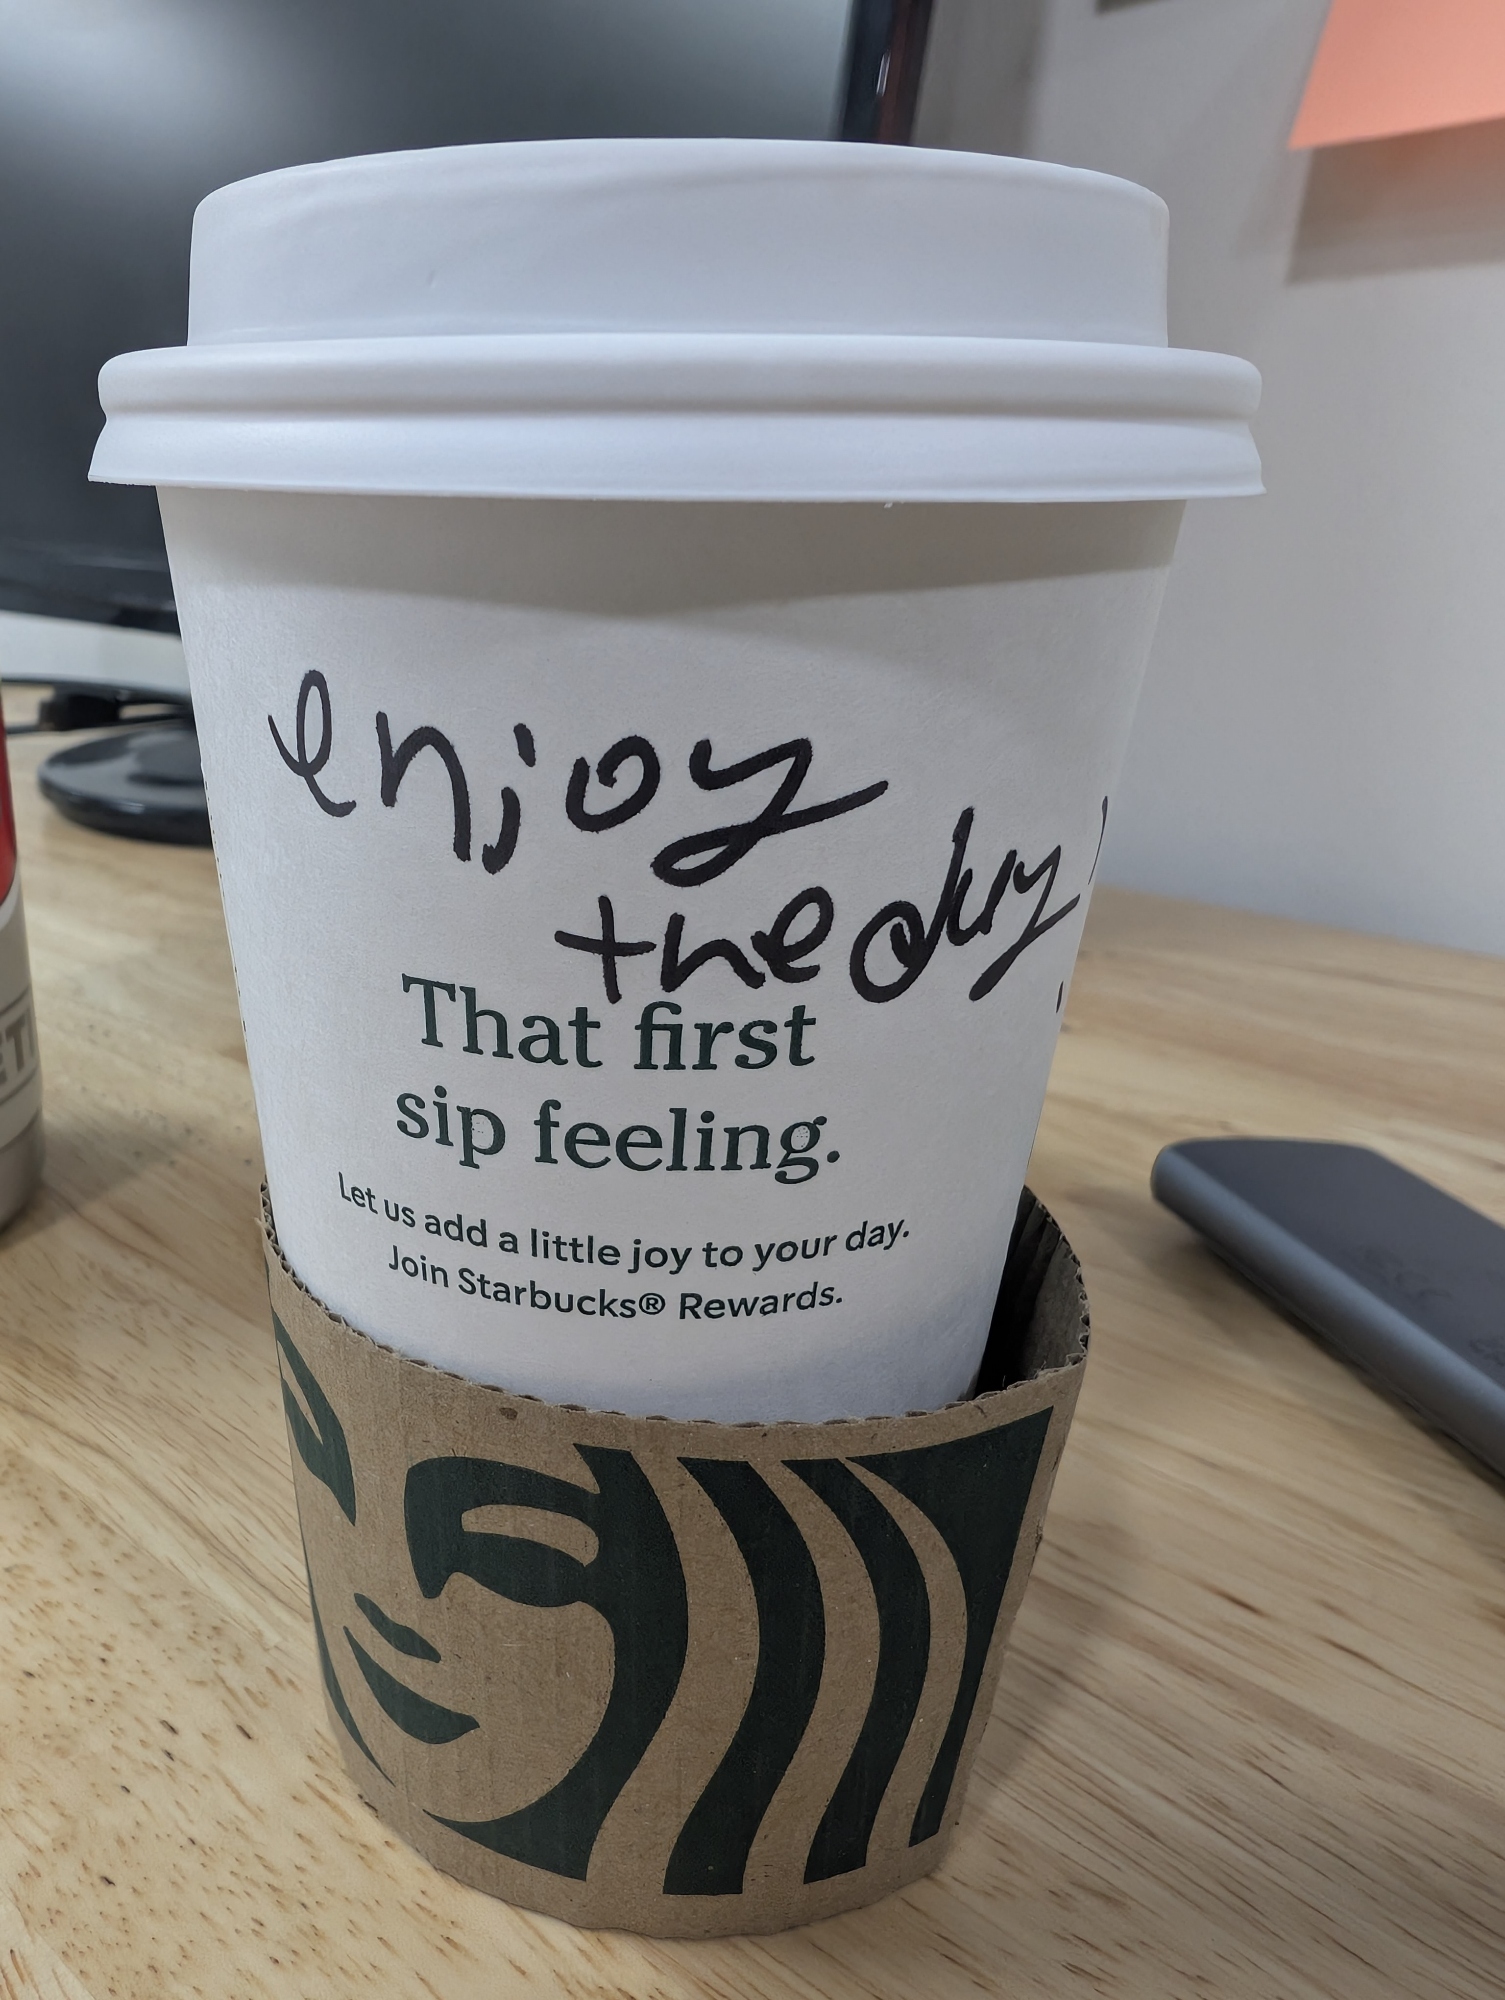 enjoy
the day!
That first
sip feeling.
Let us add a little joy to your day.
Join Starbucks® Rewards.